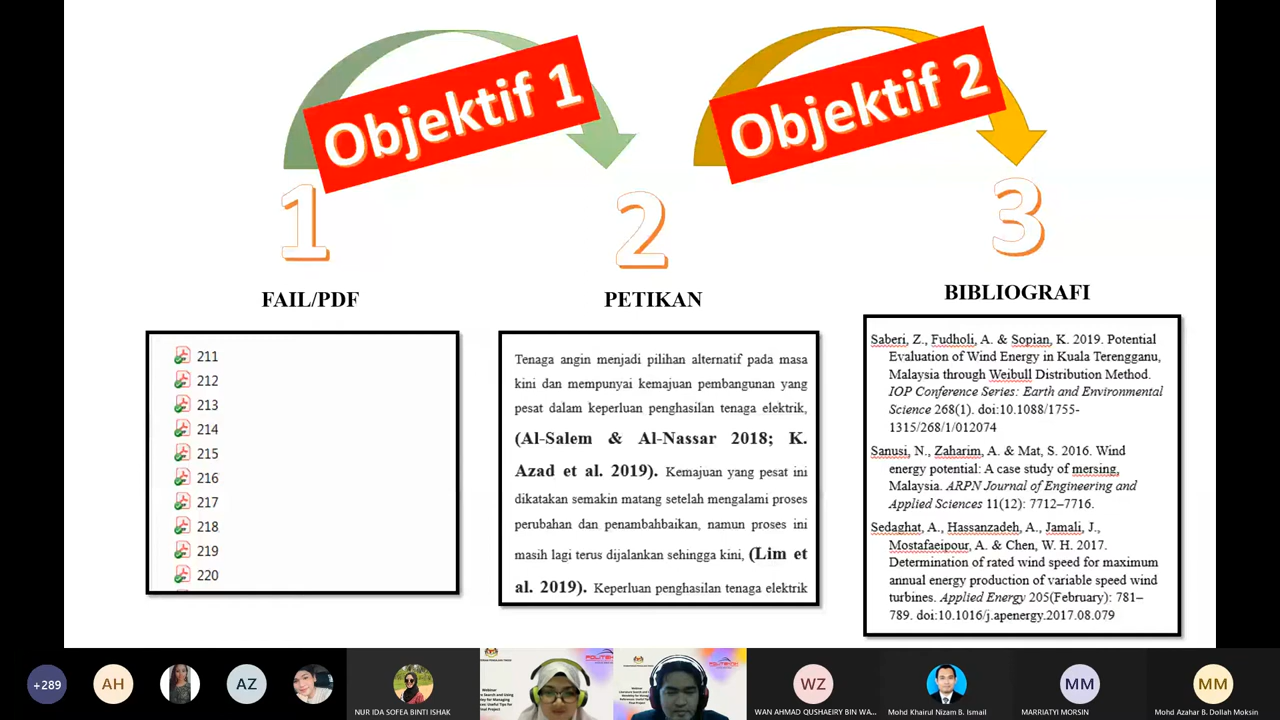 Objektif 1
Objektif 2
1
2
3
FAIL/PDF
PETIKAN
BIBLIOGRAFI
211
212
213
214
215
216
217
218
219
220
Tenaga angin menjadi pilihan alternatif pada masa
kini dan mempunyai kemajuan pembangunan yang
pesat dalam keperluan penghasilan tenaga elektrik,
(Al-Salem & Al-Nassar 2018; K.
Azad et al. 2019). Kemajuan yang pesat ini
dikatakan semakin matang setelah mengalami proses
perubahan dan penambahbaikan, namun proses ini
masih lagi terus dijalankan sehingga kini, (Lim et
al. 2019). Keperluan penghasilan tenaga elektrik
Saberi, Z., Fudholi, A. & Sopian, K. 2019. Potential
Evaluation of Wind Energy in Kuala Terengganu,
Malaysia through Weibull Distribution Method.
IOP Conference Series: Earth and Environmental
Science 268(1). doi:10.1088/1755-
1315/268/1/012074
Sanusi, N., Zaharim, A. & Mat, S. 2016. Wind
energy potential: A case study of mersing,
Malaysia. ARPN Journal of Engineering and
Applied Sciences 11(12): 7712–7716.
Sedaghat, A., Hassanzadeh, A., Jamali, J.,
Mostafaeipour, A. & Chen, W. H. 2017.
Determination of rated wind speed for maximum
annual energy production of variable speed wind
turbines. Applied Energy 205(February): 781–
789. doi:10.1016/j.apenergy.2017.08.079
+289
AH
AZ
NUR IDA SOFEA BINTI ISHAK
Webinar
Webinar
WZ
WAN AHMAD QUSHAEIRY BIN WA...
Mohd Khairul Nizam B. Ismail
MM
MARRIATYI MORSIN
MM
Mohd Azahar B. Dollah Moksin